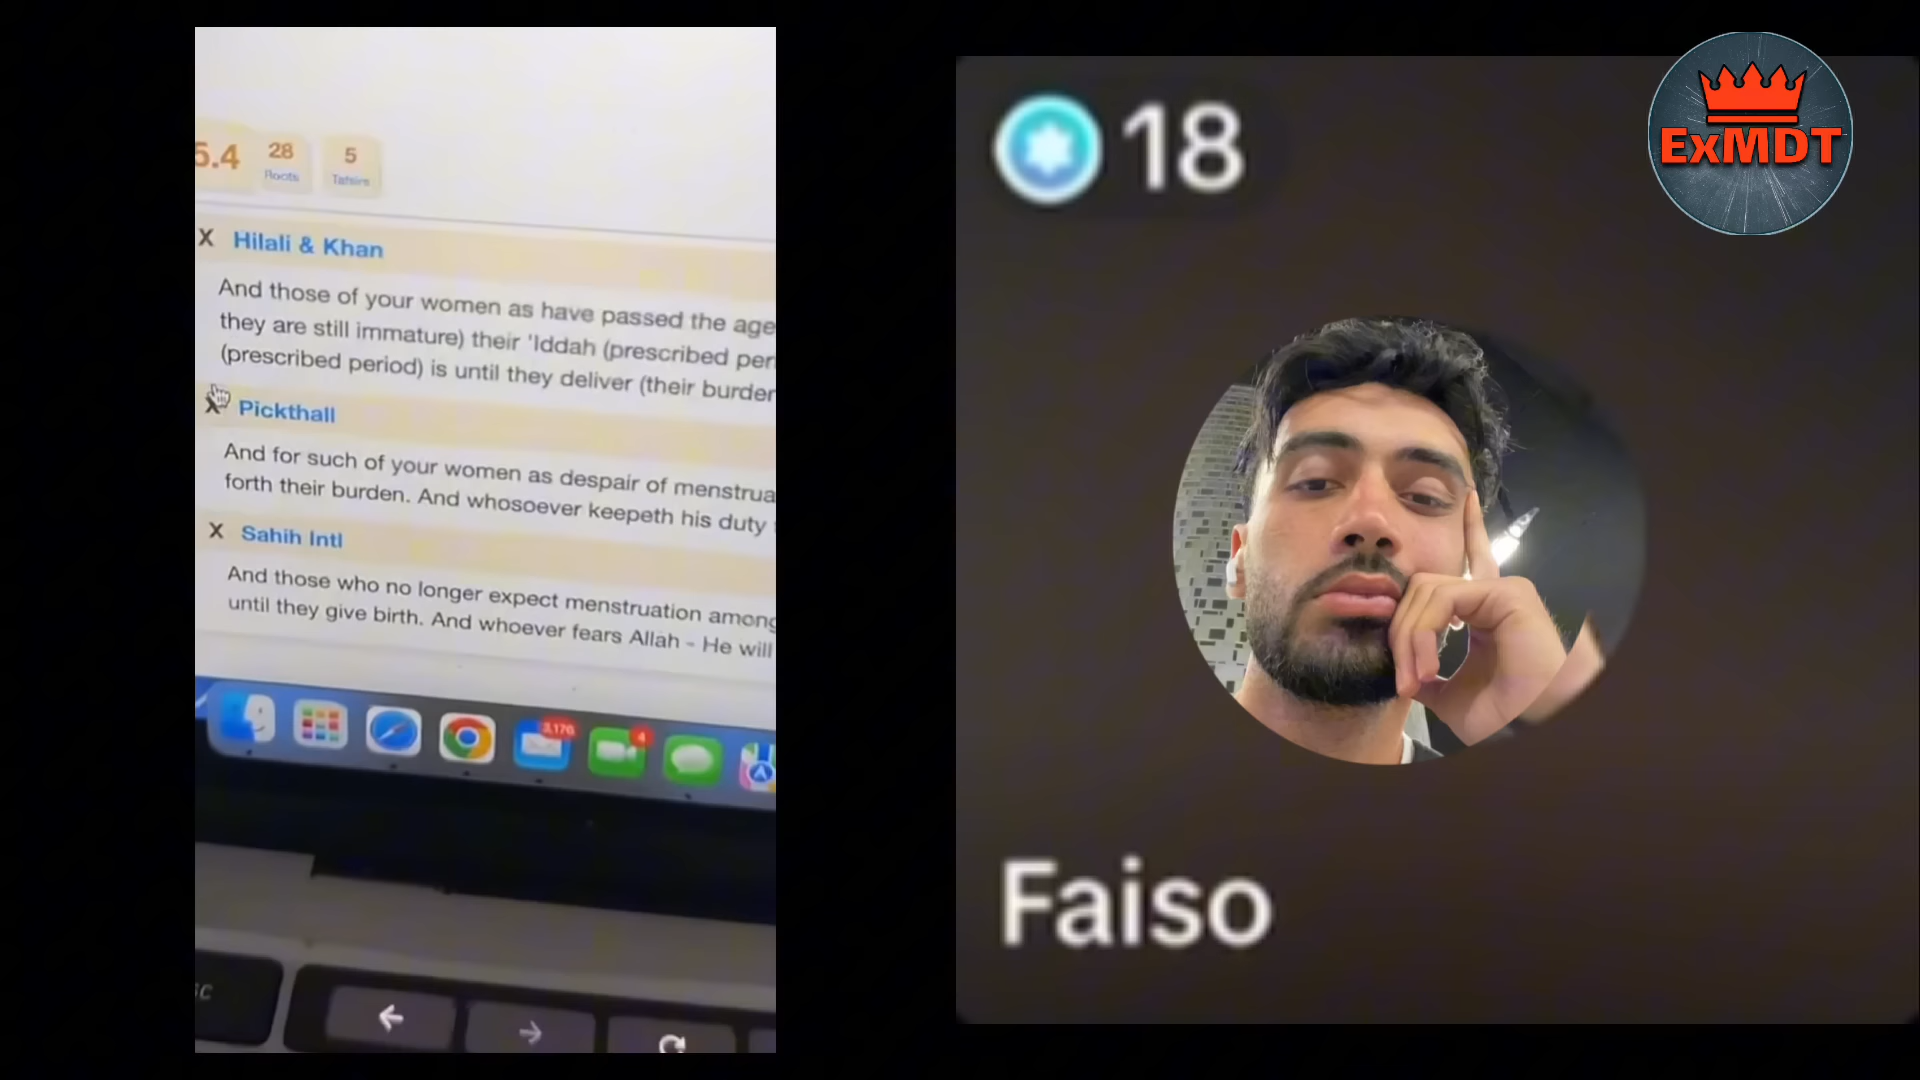 5.4
28
Roots
5
Tafsirs
X Hilali & Khan
And those of your women as have passed the age
they are still immature) their 'Iddah (prescribed per
(prescribed period) is until they deliver (their burden
X Pickthall
And for such of your women as despair of menstrua
forth their burden. And whosoever keepeth his duty
X Sahih Intl
And those who no longer expect menstruation among
until they give birth. And whoever fears Allah - He will
3,170
4
18
ExMDT
Faiso